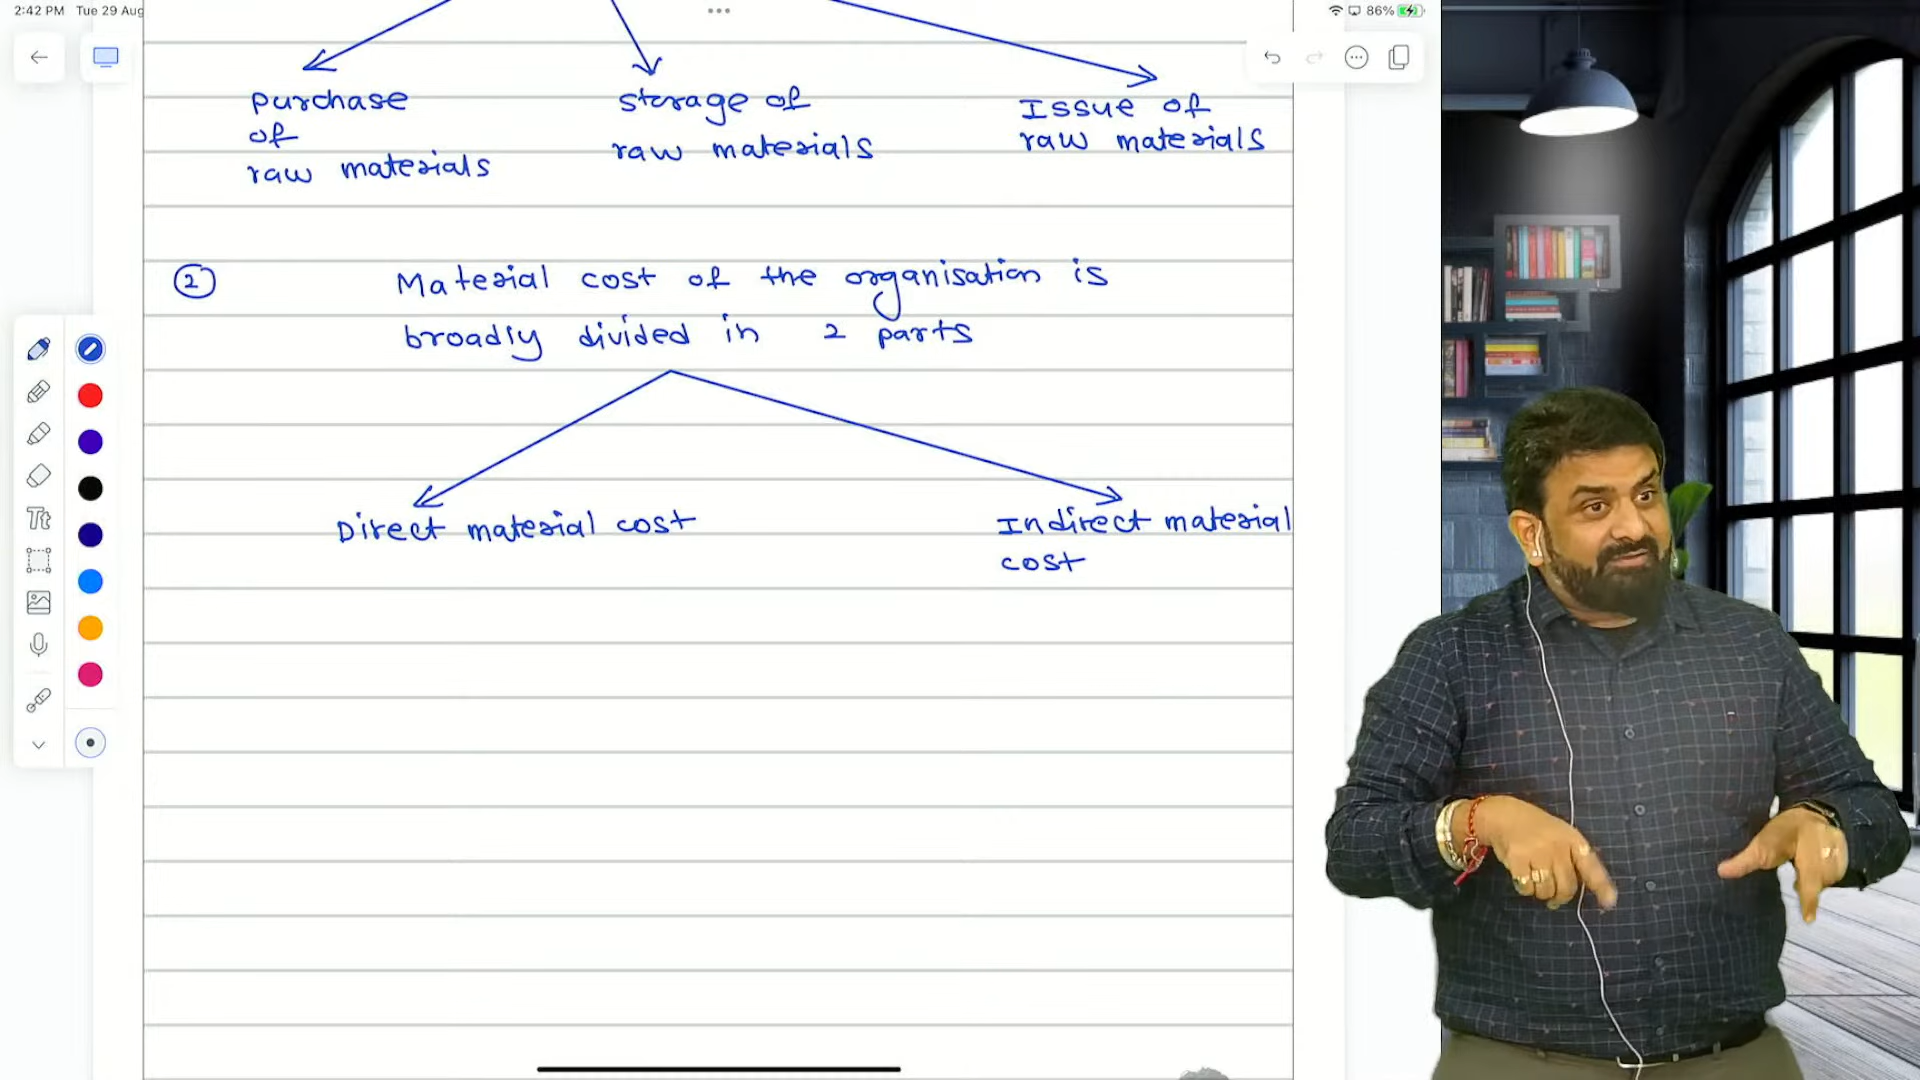 2:42 PM Tue 29 Aug
86%
purchase
of
raw materials
storage of
raw materials
Issue of
raw materials
2
Material cost of the organisation is
broadly divided in 2 parts
Direct material cost
Indirect material
cost
Tt